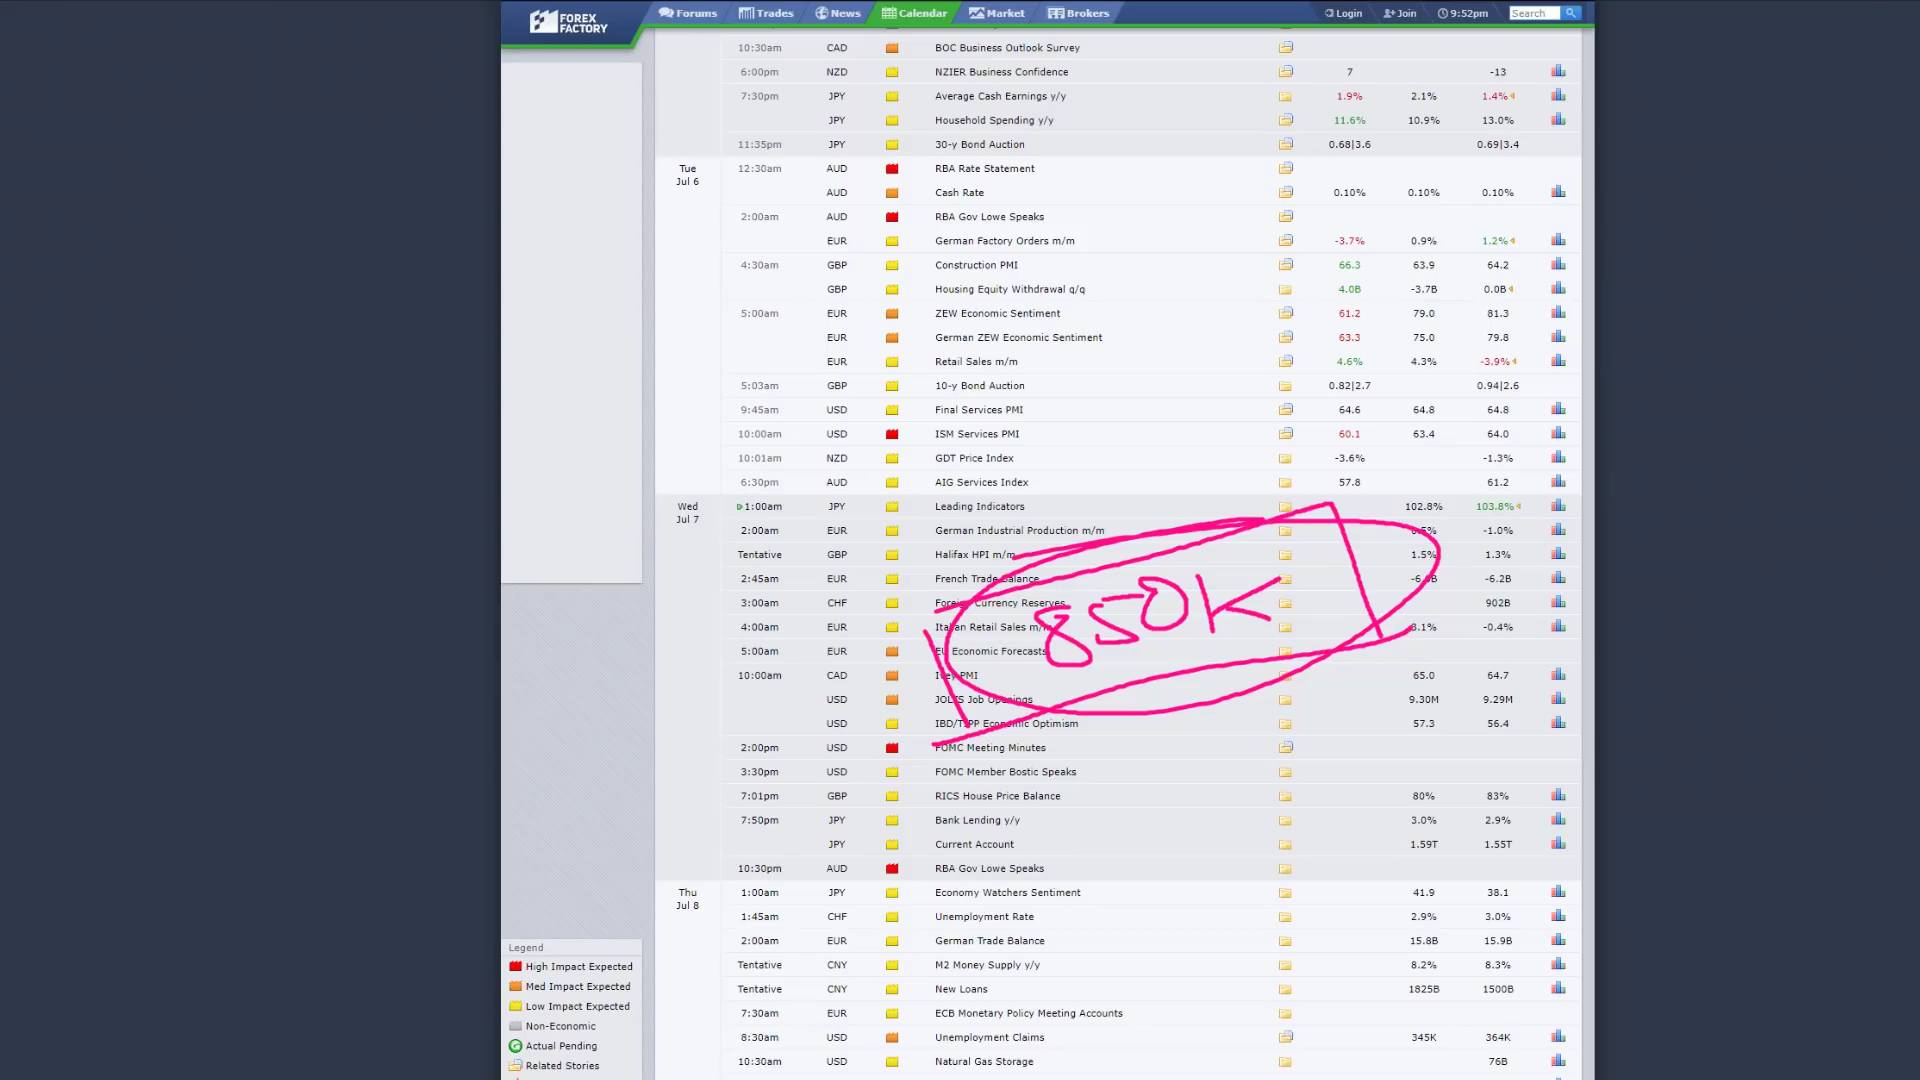 FOREX FACTORY Forums Trades News Calendar Market Brokers Login Join 9:52pm Search
10:30am CAD BOC Business Outlook Survey
6:00pm NZD NZIER Business Confidence 7 -13
7:30pm JPY Average Cash Earnings y/y 1.9% 2.1% 1.4%
JPY Household Spending y/y 11.6% 10.9% 13.0%
11:35pm JPY 30-y Bond Auction 0.68|3.6 0.69|3.4
Tue Jul 6 12:30am AUD RBA Rate Statement
AUD Cash Rate 0.10% 0.10% 0.10%
2:00am AUD RBA Gov Lowe Speaks
EUR German Factory Orders m/m -3.7% 0.9% 1.2%
4:30am GBP Construction PMI 66.3 63.9 64.2
GBP Housing Equity Withdrawal q/q 4.0B -3.7B 0.0B
5:00am EUR ZEW Economic Sentiment 61.2 79.0 81.3
EUR German ZEW Economic Sentiment 63.3 75.0 79.8
EUR Retail Sales m/m 4.6% 4.3% -3.9%
5:03am GBP 10-y Bond Auction 0.82|2.7 0.94|2.6
9:45am USD Final Services PMI 64.6 64.8 64.8
10:00am USD ISM Services PMI 60.1 63.4 64.0
10:01am NZD GDT Price Index -3.6% -1.3%
6:30pm AUD AIG Services Index 57.8 61.2
Wed Jul 7 1:00am JPY Leading Indicators 102.8% 103.8%
2:00am EUR German Industrial Production m/m -1.0%
Tentative GBP Halifax HPI m/m 1.5% 1.3%
2:45am EUR French Trade Balance -6.2B
3:00am CHF Foreign Currency Reserves 902B
850K
4:00am EUR Italian Retail Sales m/m 3.1% -0.4%
5:00am EUR EU Economic Forecasts
10:00am CAD Ivey PMI 65.0 64.7
USD JOLTS Job Openings 9.30M 9.29M
USD IBD/TIPP Economic Optimism 57.3 56.4
2:00pm USD FOMC Meeting Minutes
3:30pm USD FOMC Member Bostic Speaks
7:01pm GBP RICS House Price Balance 80% 83%
7:50pm JPY Bank Lending y/y 3.0% 2.9%
JPY Current Account 1.59T 1.55T
10:30pm AUD RBA Gov Lowe Speaks
Thu Jul 8 1:00am JPY Economy Watchers Sentiment 41.9 38.1
1:45am CHF Unemployment Rate 2.9% 3.0%
2:00am EUR German Trade Balance 15.8B 15.9B
Tentative CNY M2 Money Supply y/y 8.2% 8.3%
Tentative CNY New Loans 1825B 1500B
7:30am EUR ECB Monetary Policy Meeting Accounts
8:30am USD Unemployment Claims 345K 364K
10:30am USD Natural Gas Storage 76B
Legend
High Impact Expected
Med Impact Expected
Low Impact Expected
Non-Economic
Actual Pending
Related Stories